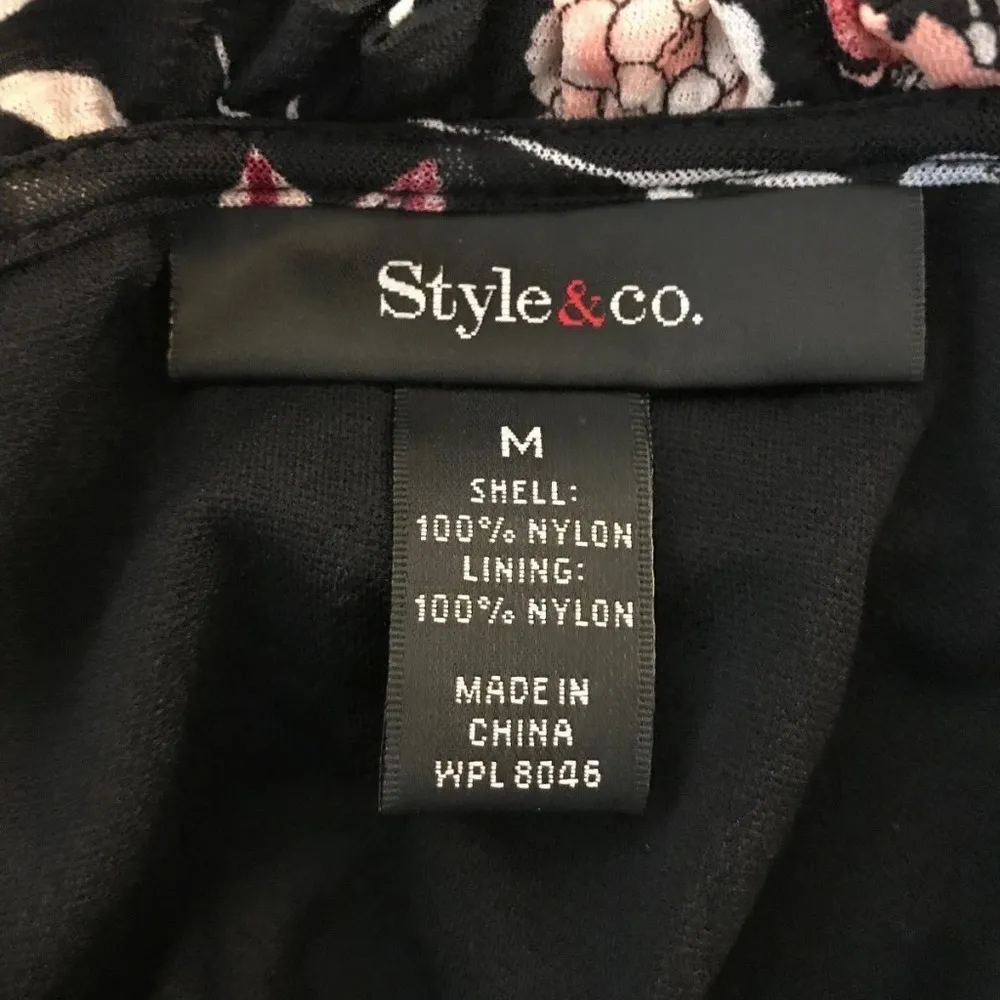 Style&co.
M
SHELL:
100% NYLON
LINING:
100% NYLON
MADE IN
CHINA
WPL 8046